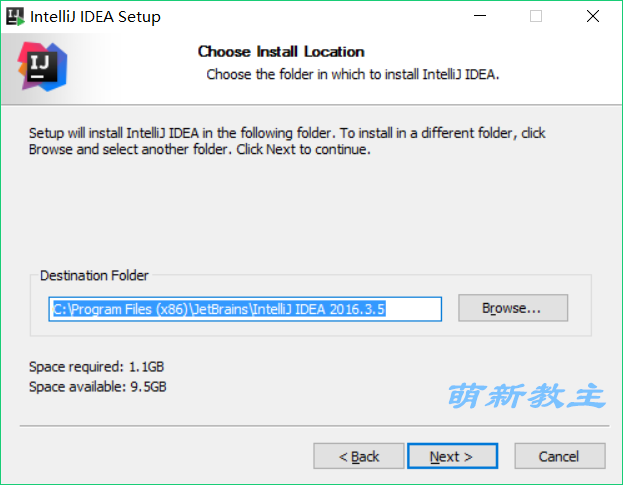 IntelliJ IDEA Setup
IJ
Choose Install Location
Choose the folder in which to install IntelliJ IDEA.
Setup will install IntelliJ IDEA in the following folder. To install in a different folder, click
Browse and select another folder. Click Next to continue.
Destination Folder
C:\Program Files (x86)\JetBrains\IntelliJ IDEA 2016.3.5
Browse...
Space required: 1.1GB
Space available: 9.5GB
萌新教主
< Back
Next >
Cancel